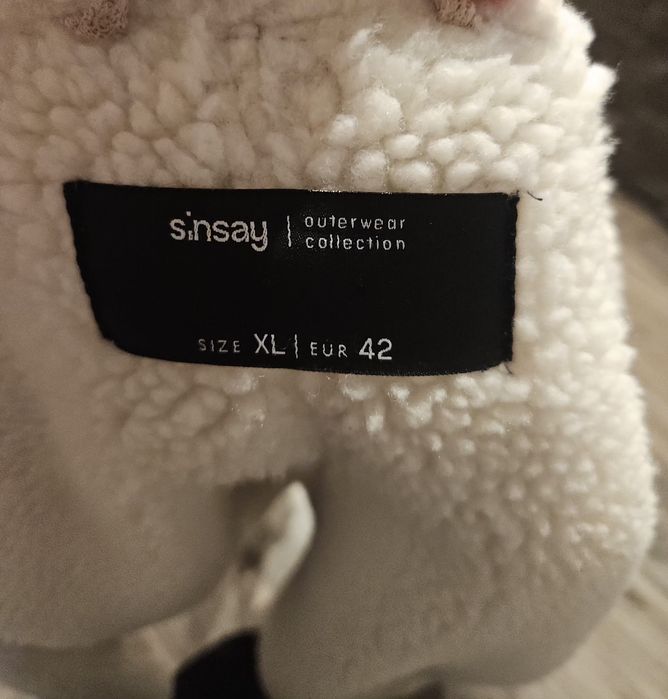 sinsay | outerwear
collection
SIZE XL | EUR 42